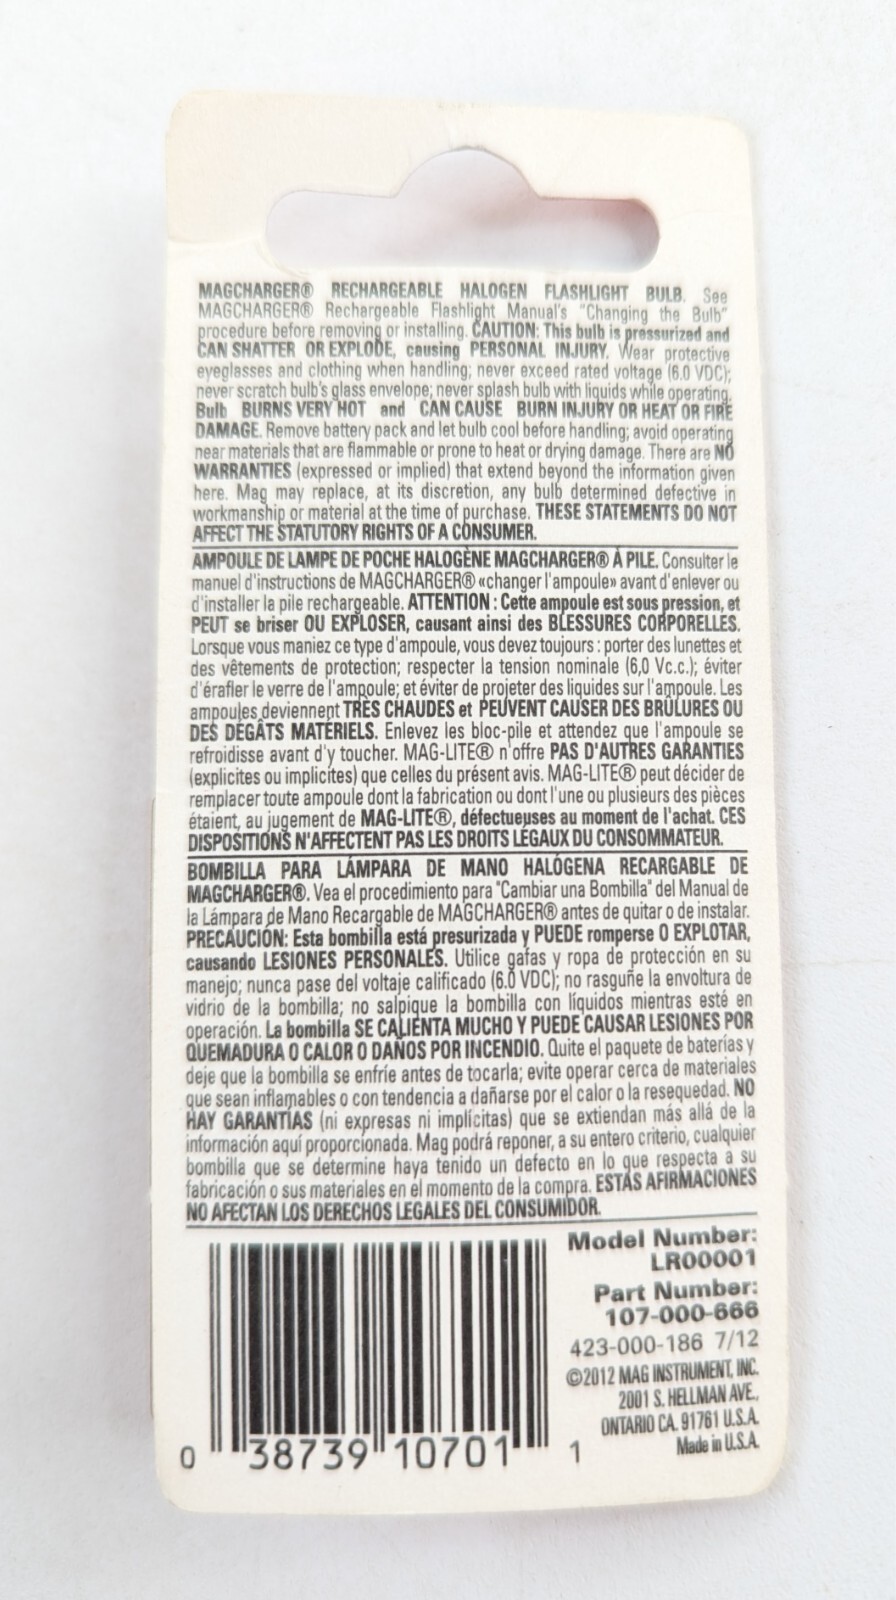 MAGCHARGER® RECHARGEABLE HALOGEN FLASHLIGHT BULB. See
MAGCHARGER® Rechargeable Flashlight Manual's "Changing the Bulb"
procedure before removing or installing. CAUTION: This bulb is pressurized and
CAN SHATTER OR EXPLODE, causing PERSONAL INJURY. Wear protective
eyeglasses and clothing when handling; never exceed rated voltage (6.0 VDC);
never scratch bulb's glass envelope; never splash bulb with liquids while operating.
Bulb BURNS VERY HOT and CAN CAUSE BURN INJURY OR HEAT OR FIRE
DAMAGE. Remove battery pack and let bulb cool before handling; avoid operating
near materials that are flammable or prone to heat or drying damage. There are NO
WARRANTIES (expressed or implied) that extend beyond the information given
here. Mag may replace, at its discretion, any bulb determined defective in
workmanship or material at the time of purchase. THESE STATEMENTS DO NOT
AFFECT THE STATUTORY RIGHTS OF A CONSUMER.
AMPOULE DE LAMPE DE POCHE HALOGÈNE MAGCHARGER® À PILE. Consulter le
manuel d'instructions de MAGCHARGER® «changer l'ampoule» avant d'enlever ou
d'installer la pile rechargeable. ATTENTION : Cette ampoule est sous pression, et
PEUT se briser OU EXPLOSER, causant ainsi des BLESSURES CORPORELLES.
Lorsque vous maniez ce type d'ampoule, vous devez toujours : porter des lunettes et
des vêtements de protection; respecter la tension nominale (6,0 Vc.c.); éviter
d'érafler le verre de l'ampoule; et éviter de projeter des liquides sur l'ampoule. Les
ampoules deviennent TRÈS CHAUDES et PEUVENT CAUSER DES BRÛLURES OU
DES DÉGÂTS MATÉRIELS. Enlevez les bloc-pile et attendez que l'ampoule se
refroidisse avant d'y toucher. MAG-LITE® n'offre PAS D'AUTRES GARANTIES
(explicites ou implicites) que celles du présent avis. MAG-LITE® peut décider de
remplacer toute ampoule dont la fabrication ou dont l'une ou plusieurs des pièces
étaient, au jugement de MAG-LITE®, défectueuses au moment de l'achat. CES
DISPOSITIONS N'AFFECTENT PAS LES DROITS LÉGAUX DU CONSOMMATEUR.
BOMBILLA PARA LÁMPARA DE MANO HALÓGENA RECARGABLE DE
MAGCHARGER®. Vea el procedimiento para "Cambiar una Bombilla" del Manual de
la Lámpara de Mano Recargable de MAGCHARGER® antes de quitar o de instalar.
PRECAUCIÓN: Esta bombilla está presurizada y PUEDE romperse O EXPLOTAR,
causando LESIONES PERSONALES. Utilice gafas y ropa de protección en su
manejo; nunca pase del voltaje calificado (6.0 VDC); no rasguñe la envoltura de
vidrio de la bombilla; no salpique la bombilla con líquidos mientras esté en
operación. La bombilla SE CALIENTA MUCHO Y PUEDE CAUSAR LESIONES POR
QUEMADURA O CALOR O DAÑOS POR INCENDIO. Quite el paquete de baterías y
deje que la bombilla se enfríe antes de tocarla; evite operar cerca de materiales
que sean inflamables o con tendencia a dañarse por el calor o la resequedad. NO
HAY GARANTÍAS (ni expresas ni implícitas) que se extiendan más allá de la
información aquí proporcionada. Mag podrá reponer, a su entero criterio, cualquier
bombilla que se determine haya tenido un defecto en lo que respecta a su
fabricación o sus materiales en el momento de la compra. ESTAS AFIRMACIONES
NO AFECTAN LOS DERECHOS LEGALES DEL CONSUMIDOR.
Model Number:
LR00001
Part Number:
107-000-666
423-000-186 7/12
©2012 MAG INSTRUMENT, INC.
2001 S. HELLMAN AVE.,
ONTARIO CA. 91761 U.S.A.
Made in U.S.A.
0 38739 10701 1